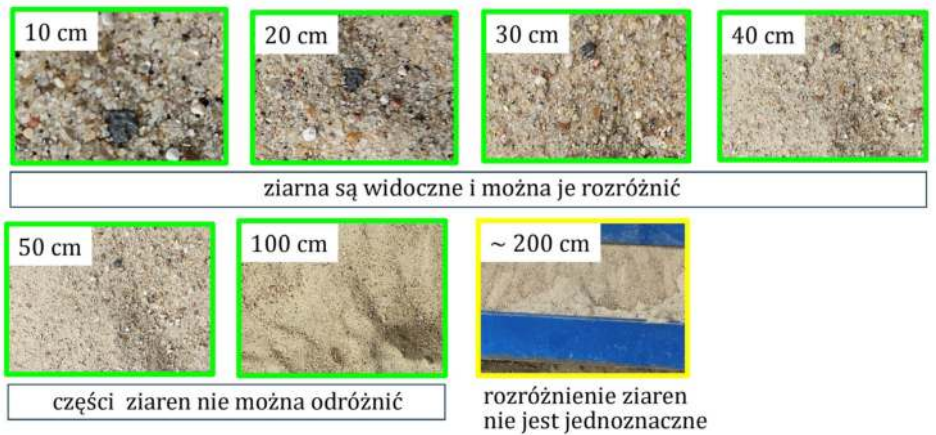 10 cm
20 cm
30 cm
40 cm
ziarna są widoczne i można je rozróżnić
50 cm
100 cm
~ 200 cm
części ziaren nie można odróżnić
rozróżnienie ziaren
nie jest jednoznaczne